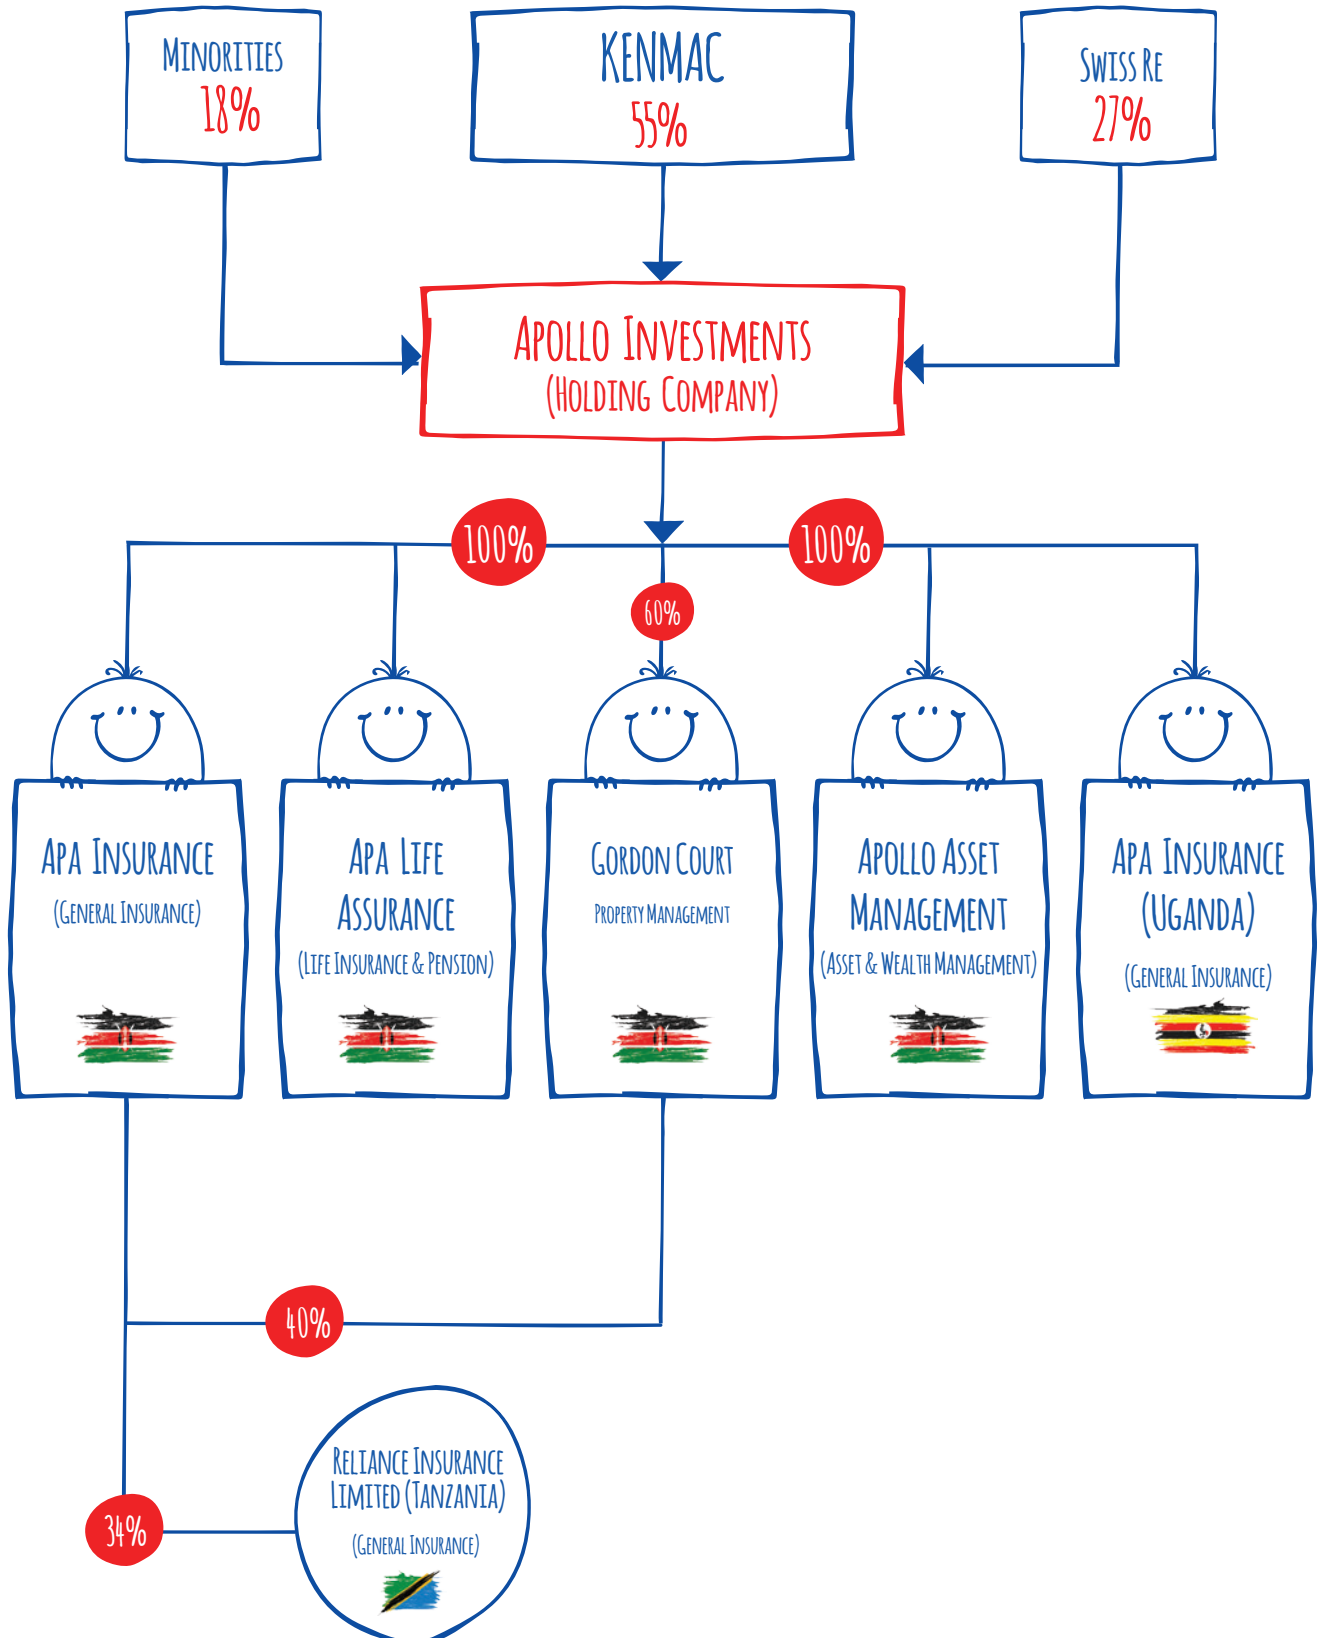 Minorities
18%
KENMAC
55%
Swiss Re
27%
Apollo Investments
(Holding Company)
100%
100%
60%
Apa Insurance
(General Insurance)
Apa Life
Assurance
(Life Insurance & Pension)
Gordon Court
Property Management
Apollo Asset
Management
(Asset & Wealth Management)
Apa Insurance
(Uganda)
(General Insurance)
40%
34%
Reliance Insurance
Limited (Tanzania)
(General Insurance)